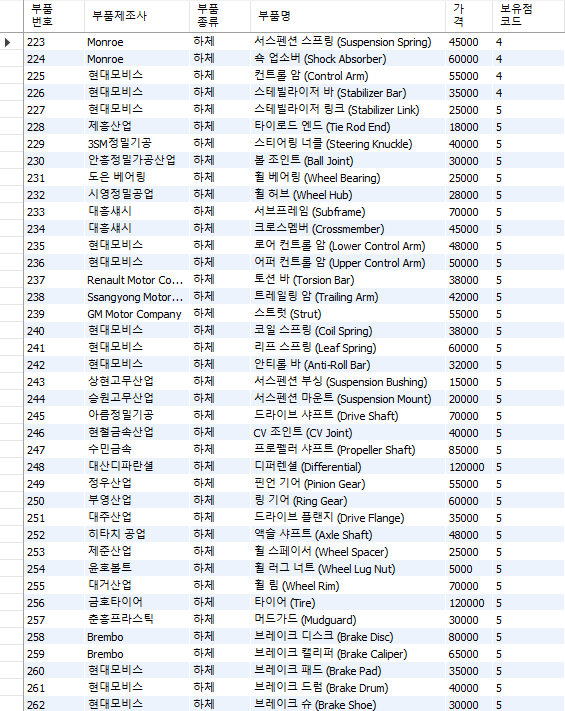 부품 번호 부품제조사 부품 종류 부품명 가격 보유점 코드
223 Monroe 하체 서스펜션 스프링 (Suspension Spring) 45000 4
224 Monroe 하체 쇽 업소버 (Shock Absorber) 60000 4
225 현대모비스 하체 컨트롤 암 (Control Arm) 55000 4
226 현대모비스 하체 스테빌라이저 바 (Stabilizer Bar) 35000 4
227 현대모비스 하체 스테빌라이저 링크 (Stabilizer Link) 25000 5
228 제흥산업 하체 타이로드 엔드 (Tie Rod End) 18000 5
229 3SM정밀기공 하체 스티어링 너클 (Steering Knuckle) 40000 5
230 안흥정밀가공산업 하체 볼 조인트 (Ball Joint) 30000 5
231 도은 베어링 하체 휠 베어링 (Wheel Bearing) 25000 5
232 시영정밀공업 하체 휠 허브 (Wheel Hub) 28000 5
233 대흥섀시 하체 서브프레임 (Subframe) 70000 5
234 대흥섀시 하체 크로스멤버 (Crossmember) 45000 5
235 현대모비스 하체 로어 컨트롤 암 (Lower Control Arm) 48000 5
236 현대모비스 하체 어퍼 컨트롤 암 (Upper Control Arm) 50000 5
237 Renault Motor Co... 하체 토션 바 (Torsion Bar) 38000 5
238 Ssangyong Motor... 하체 트레일링 암 (Trailing Arm) 42000 5
239 GM Motor Company 하체 스트럿 (Strut) 55000 5
240 현대모비스 하체 코일 스프링 (Coil Spring) 38000 5
241 현대모비스 하체 리프 스프링 (Leaf Spring) 60000 5
242 현대모비스 하체 안티롤 바 (Anti-Roll Bar) 32000 5
243 상현고무산업 하체 서스펜션 부싱 (Suspension Bushing) 15000 5
244 승원고무산업 하체 서스펜션 마운트 (Suspension Mount) 20000 5
245 아름정밀기공 하체 드라이브 샤프트 (Drive Shaft) 70000 5
246 현철금속산업 하체 CV 조인트 (CV Joint) 40000 5
247 수민금속 하체 프로펠러 샤프트 (Propeller Shaft) 85000 5
248 대산디파란셜 하체 디퍼렌셜 (Differential) 120000 5
249 정우산업 하체 핀언 기어 (Pinion Gear) 55000 5
250 부영산업 하체 링 기어 (Ring Gear) 60000 5
251 대주산업 하체 드라이브 플랜지 (Drive Flange) 35000 5
252 히타치 공업 하체 액슬 샤프트 (Axle Shaft) 48000 5
253 제준산업 하체 휠 스페이서 (Wheel Spacer) 25000 5
254 윤호볼트 하체 휠 러그 너트 (Wheel Lug Nut) 5000 5
255 대거산업 하체 휠 림 (Wheel Rim) 70000 5
256 금호타이어 하체 타이어 (Tire) 120000 5
257 춘홍프라스틱 하체 머드가드 (Mudguard) 30000 5
258 Brembo 하체 브레이크 디스크 (Brake Disc) 80000 5
259 Brembo 하체 브레이크 캘리퍼 (Brake Caliper) 65000 5
260 현대모비스 하체 브레이크 패드 (Brake Pad) 35000 5
261 현대모비스 하체 브레이크 드럼 (Brake Drum) 40000 5
262 현대모비스 하체 브레이크 슈 (Brake Shoe) 30000 5